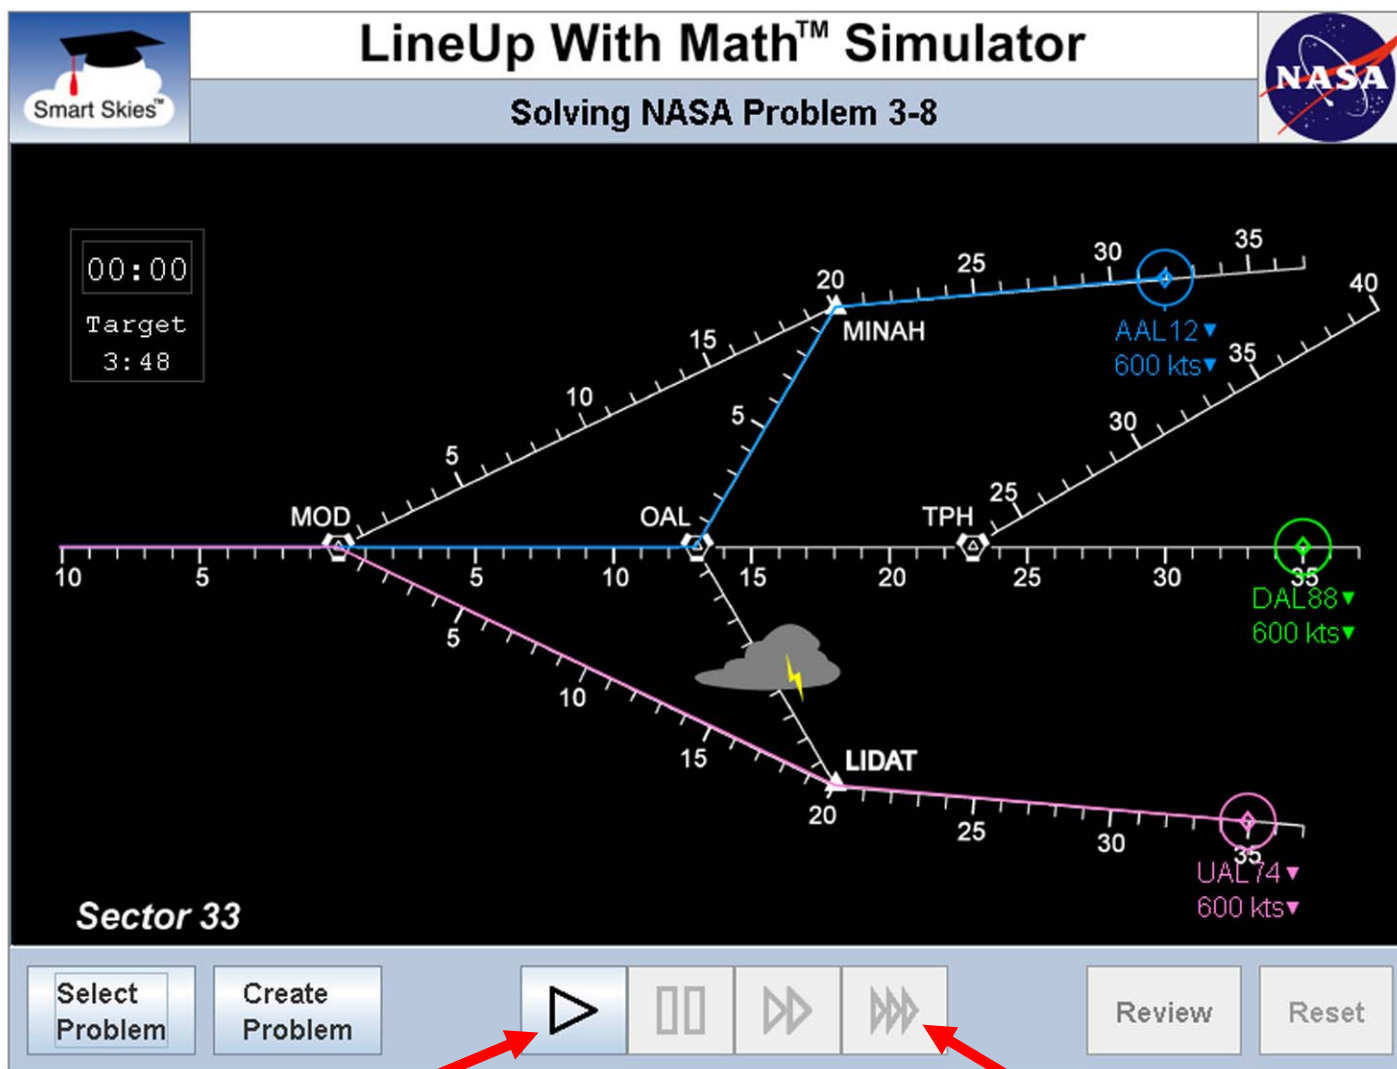 LineUp With Math™ Simulator
Smart Skies™
NASA
Solving NASA Problem 3-8
00:00
Target
3:48
35
30
25
20
40
MINAH
AAL12▼
600 kts▼
15
35
10
5
30
5
25
MOD
OAL
TPH
10
5
5
10
15
20
25
30
35
DAL88▼
600 kts▼
5
10
15
LIDAT
20
25
30
35
UAL74▼
600 kts▼
Sector 33
Select
Problem
Create
Problem
Review
Reset